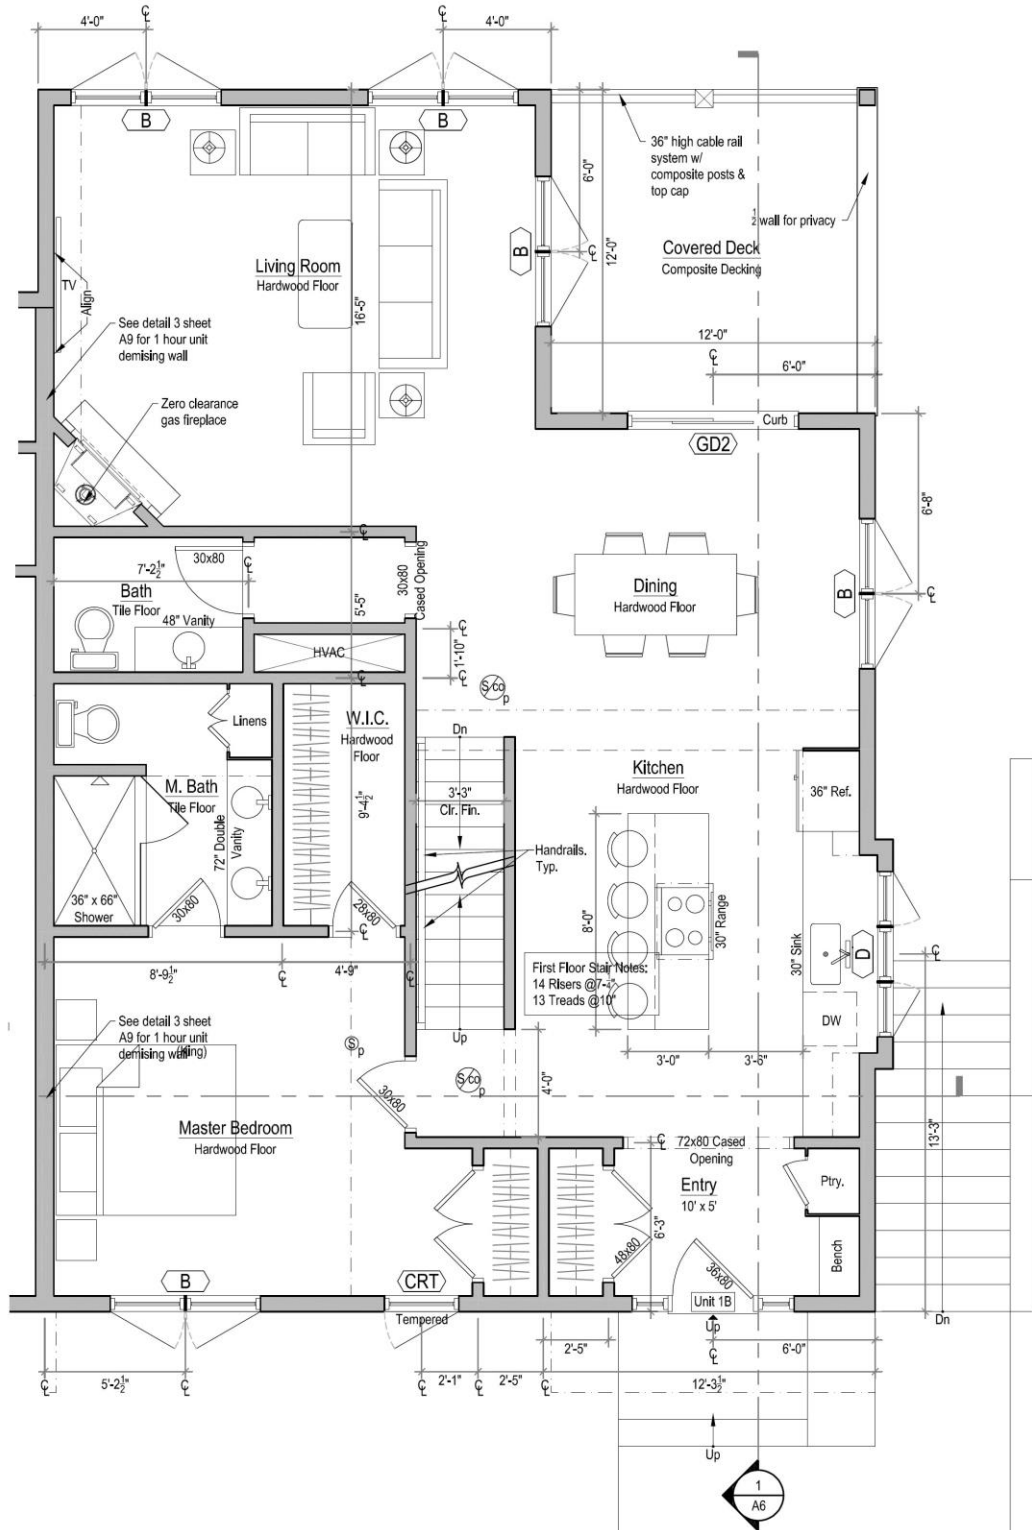 4'-0"
℄
℄
4'-0"
B
B
36" high cable rail
system w/
composite posts &
top cap
6'-0"
12'-0"
½ wall for privacy
B
℄
Covered Deck
Composite Decking
Living Room
Hardwood Floor
TV
Align
16'-5"
See detail 3 sheet
A9 for 1 hour unit
demising wall
12'-0"
℄
6'-0"
Zero clearance
gas fireplace
Curb
GD2
6'-8"
℄
30x80
30x80
Cased Opening
7'-2½"
℄
Bath
Tile Floor
48" Vanity
5'-5"
Dining
Hardwood Floor
B
℄
℄
HVAC
1'-10"
℄
℄
S/co
p
Linens
W.I.C.
Hardwood
Floor
Dn
Kitchen
Hardwood Floor
M. Bath
Tile Floor
9'-4½"
3'-3"
Clr. Fin.
36" Ref.
72" Double
Vanity
Handrails.
Typ.
36" x 66"
Shower
30x80
28x80
℄
8'-0"
30" Range
30" Sink
D
℄
8'-9½"
℄
4'-9"
℄
First Floor Stair Notes:
14 Risers @7-
13 Treads @10"
DW
See detail 3 sheet
A9 for 1 hour unit
demising wall
(King)
S
p
Up
3'-0"
3'-6"
4'-0"
S/co
p
30x80
13'-3"
Master Bedroom
Hardwood Floor
℄
72x80 Cased
Opening
Entry
10' x 5'
Ptry.
6'-3"
48x80
36x80
Bench
B
CRT
Unit 1B
Tempered
Up
Dn
℄
6'-0"
2'-5"
℄
5'-2½"
℄
℄
2'-1"
℄
2'-5"
℄
12'-3½"
Up
1
A6